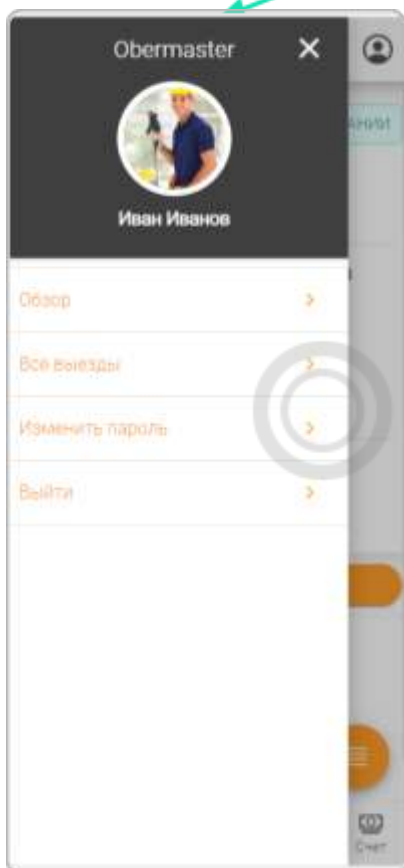 Obermaster
Иван Иванов
Обзор
Все выезды
Изменить пароль
Выйти
Счет